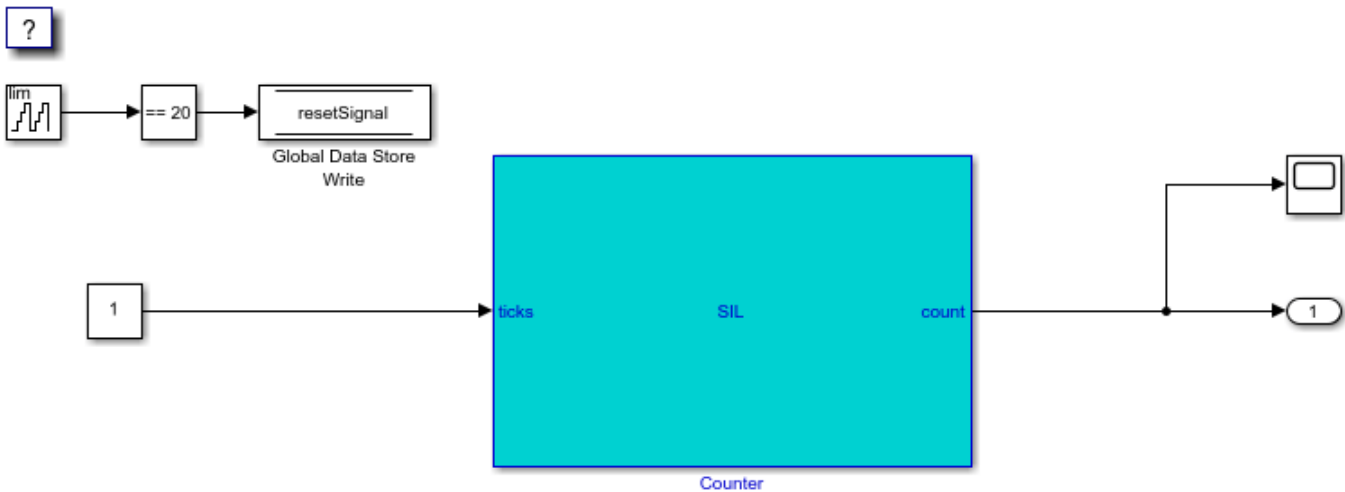 ?
lim
== 20
resetSignal
Global Data Store
Write
1
ticks
SIL
count
1
Counter